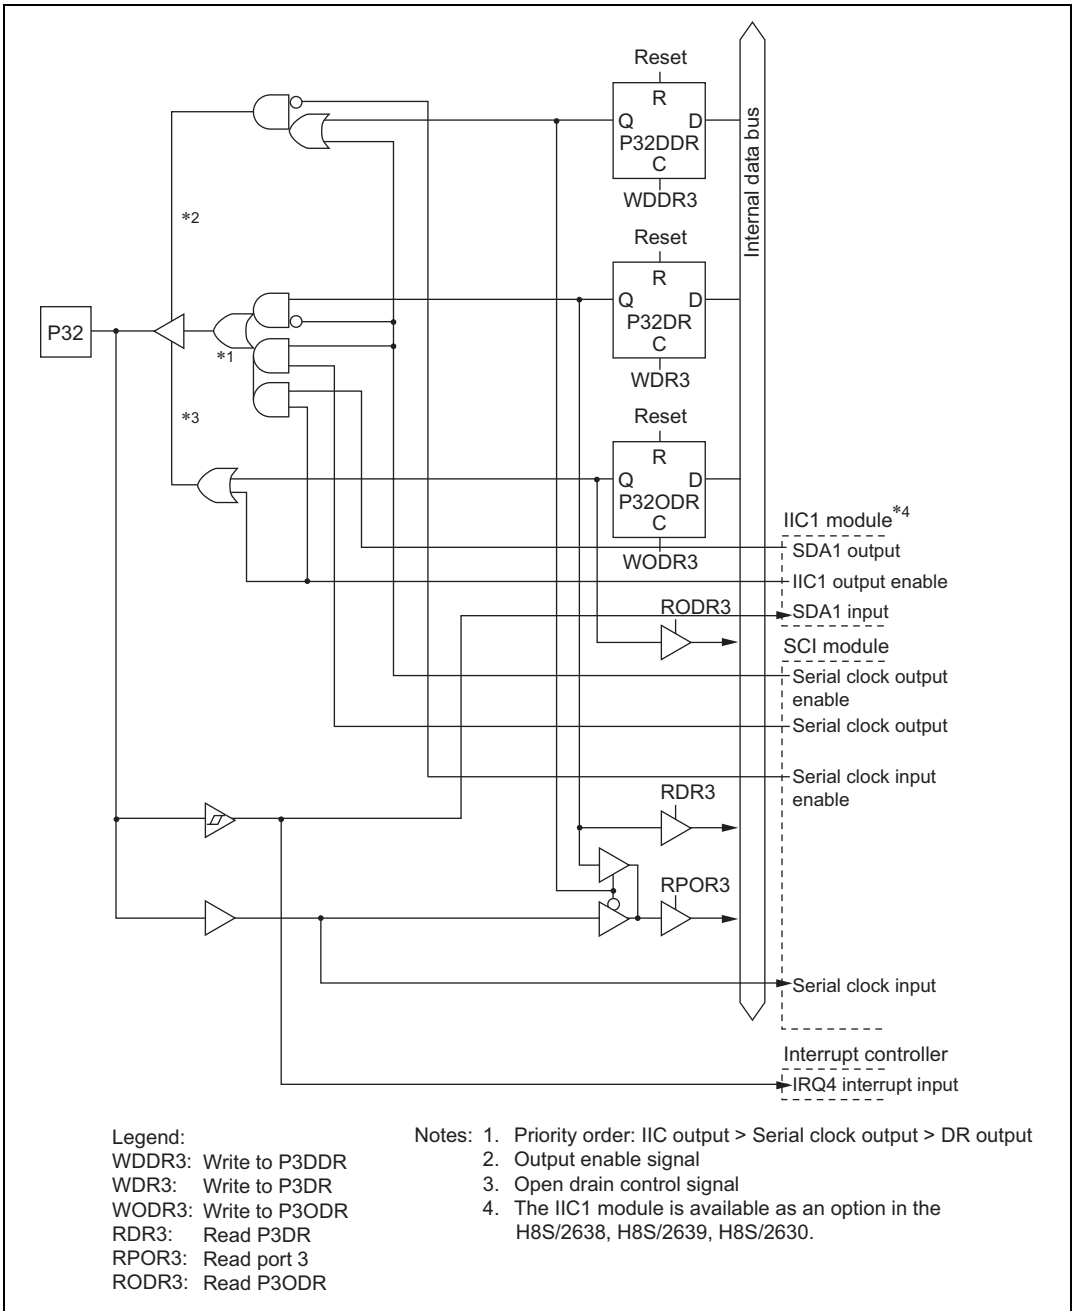 Reset
R
Q D
P32DDR
C
WDDR3
Internal data bus
*2
Reset
R
Q D
P32DR
C
WDR3
P32
*1
*3
Reset
R
Q D
P32ODR
C
WODR3
IIC1 module*4
SDA1 output
IIC1 output enable
SDA1 input
RODR3
SCI module
Serial clock output
enable
Serial clock output
Serial clock input
enable
RDR3
RPOR3
Serial clock input
Interrupt controller
IRQ4 interrupt input
Legend:
WDDR3: Write to P3DDR
WDR3: Write to P3DR
WODR3: Write to P3ODR
RDR3: Read P3DR
RPOR3: Read port 3
RODR3: Read P3ODR
Notes: 1. Priority order: IIC output > Serial clock output > DR output
2. Output enable signal
3. Open drain control signal
4. The IIC1 module is available as an option in the
H8S/2638, H8S/2639, H8S/2630.